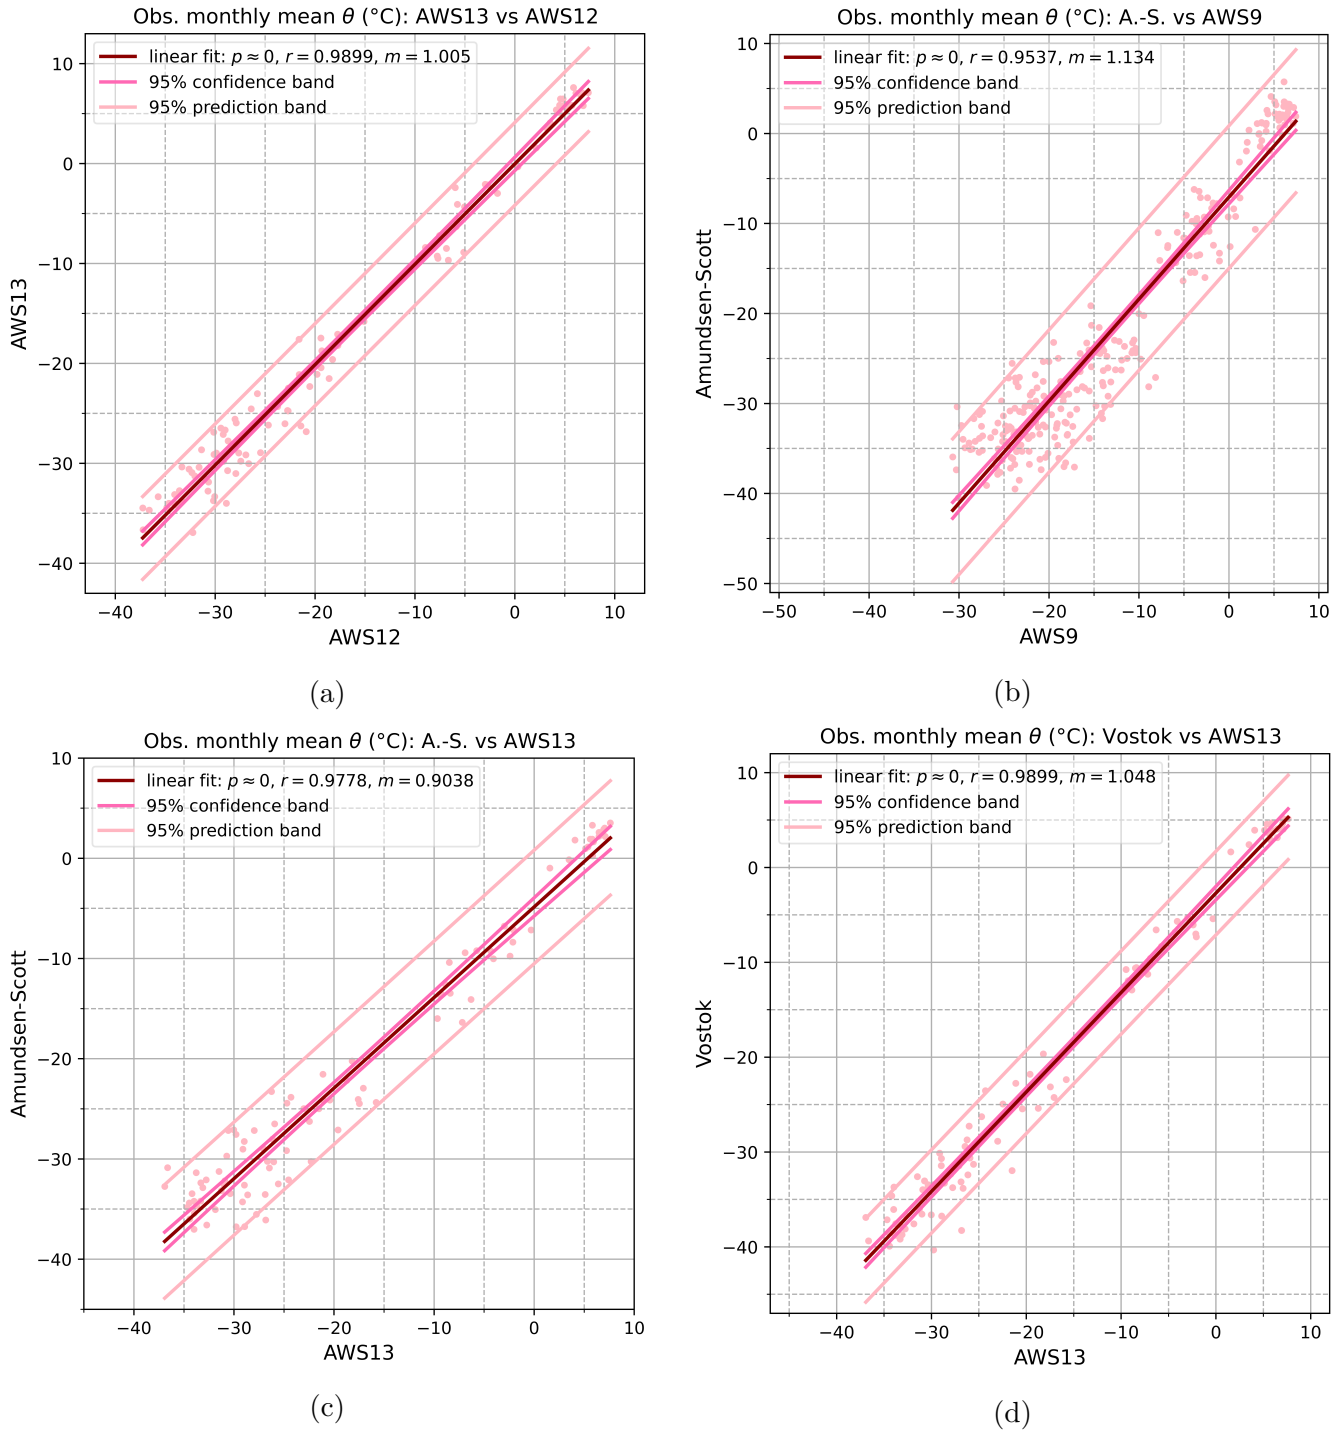 Obs. monthly mean θ (°C): AWS13 vs AWS12
linear fit: p ≈ 0, r = 0.9899, m = 1.005
95% confidence band
95% prediction band
10
0
−10
−20
−30
−40
AWS13
−40 −30 −20 −10 0 10
AWS12
(a)
Obs. monthly mean θ (°C): A.-S. vs AWS9
linear fit: p ≈ 0, r = 0.9537, m = 1.134
95% confidence band
95% prediction band
10
0
−10
−20
−30
−40
−50
Amundsen-Scott
−50 −40 −30 −20 −10 0 10
AWS9
(b)
Obs. monthly mean θ (°C): A.-S. vs AWS13
linear fit: p ≈ 0, r = 0.9778, m = 0.9038
95% confidence band
95% prediction band
10
0
−10
−20
−30
−40
Amundsen-Scott
−40 −30 −20 −10 0 10
AWS13
(c)
Obs. monthly mean θ (°C): Vostok vs AWS13
linear fit: p ≈ 0, r = 0.9899, m = 1.048
95% confidence band
95% prediction band
10
0
−10
−20
−30
−40
Vostok
−40 −30 −20 −10 0 10
AWS13
(d)